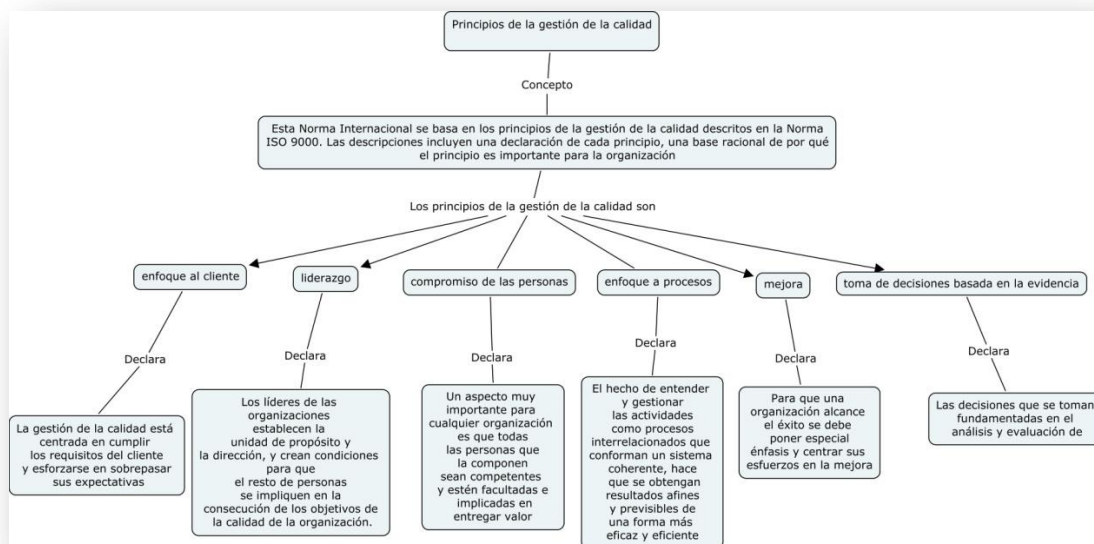 Principios de la gestión de la calidad
Concepto
Esta Norma Internacional se basa en los principios de la gestión de la calidad descritos en la Norma
ISO 9000. Las descripciones incluyen una declaración de cada principio, una base racional de por qué
el principio es importante para la organización
Los principios de la gestión de la calidad son
enfoque al cliente
liderazgo
compromiso de las personas
enfoque a procesos
mejora
toma de decisiones basada en la evidencia
Declara
Declara
Declara
Declara
Declara
Declara
La gestión de la calidad está
centrada en cumplir
los requisitos del cliente
y esforzarse en sobrepasar
sus expectativas
Los líderes de las
organizaciones
establecen la
unidad de propósito y
la dirección, y crean condiciones
para que
el resto de personas
se impliquen en la
consecución de los objetivos de
la calidad de la organización.
Un aspecto muy
importante para
cualquier organización
es que todas
las personas que
la componen
sean competentes
y estén facultadas e
implicadas en
entregar valor
El hecho de entender
y gestionar
las actividades
como procesos
interrelacionados que
conforman un sistema
coherente, hace
que se obtengan
resultados afines
y previsibles de
una forma más
eficaz y eficiente
Para que una
organización alcance
el éxito se debe
poner especial
énfasis y centrar sus
esfuerzos en la mejora
Las decisiones que se toman
fundamentadas en el
análisis y evaluación de